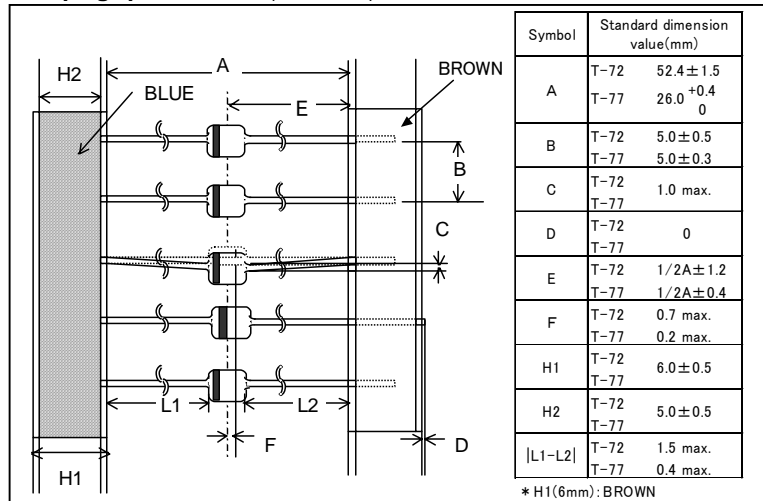 H2
A
BROWN
BLUE
E
B
C
L1
L2
F
D
H1
Symbol Standard dimension value(mm)
A T-72 52.4±1.5
T-77 26.0 +0.4 0
B T-72 5.0±0.5
T-77 5.0±0.3
C T-72 T-77 1.0 max.
D T-72 T-77 0
E T-72 1/2A±1.2
T-77 1/2A±0.4
F T-72 0.7 max.
T-77 0.2 max.
H1 T-72 T-77 6.0±0.5
H2 T-72 T-77 5.0±0.5
|L1-L2| T-72 1.5 max.
T-77 0.4 max.
* H1(6mm):BROWN